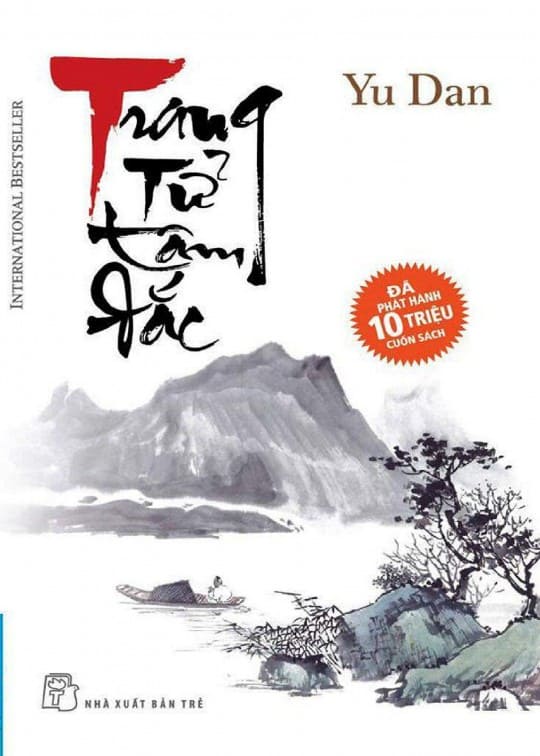 INTERNATIONAL BESTSELLER
Yu Dan
Trang
Tử
tâm
đắc
ĐÃ
PHÁT HÀNH
10 TRIỆU
CUỐN SÁCH
NHÀ XUẤT BẢN TRẺ